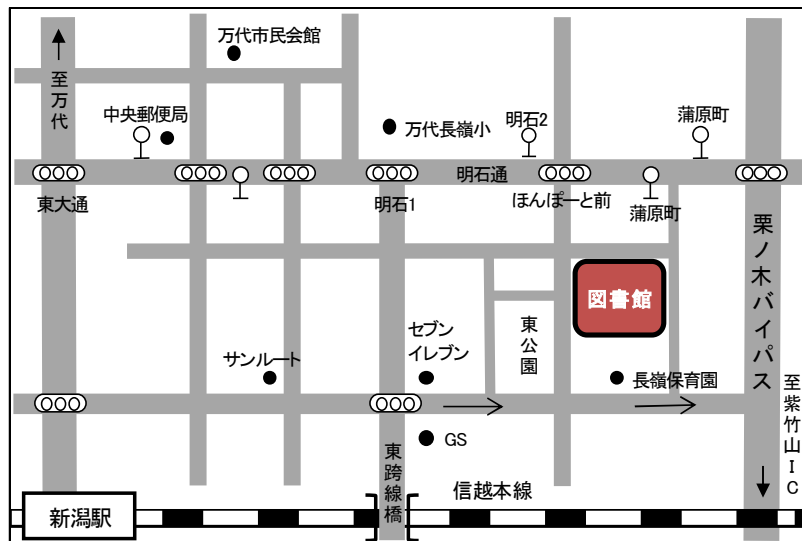 万代市民会館
至万代
中央郵便局
万代長嶺小
明石2
蒲原町
東大通
明石1
明石通
ほんぽーと前
蒲原町
栗ノ木バイパス
図書館
東公園
セブン
イレブン
サンルート
長嶺保育園
至紫竹山IC
GS
東跨線橋
信越本線
新潟駅